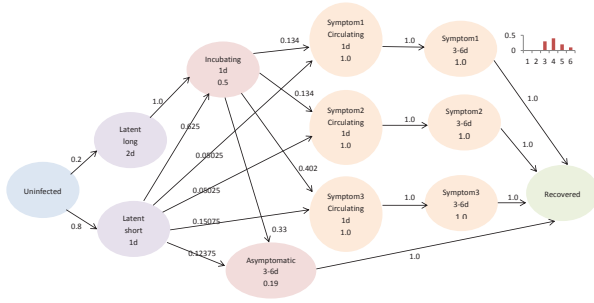 Symptom1
Circulating
1d
1.0
Symptom1
3-6d
1.0
0.5
0
1 2 3 4 5 6
0.134
1.0
Incubating
1d
0.5
1.0
0.134
1.0
Symptom2
Circulating
1d
1.0
1.0
Symptom2
3-6d
1.0
1.0
Latent
long
2d
0.625
0.05025
0.2
0.402
Uninfected
0.05025
Symptom3
Circulating
1d
1.0
1.0
Symptom3
3-6d
1.0
1.0
Recovered
0.8
Latent
short
1d
0.15075
0.33
0.12375
Asymptomatic
3-6d
0.19
1.0